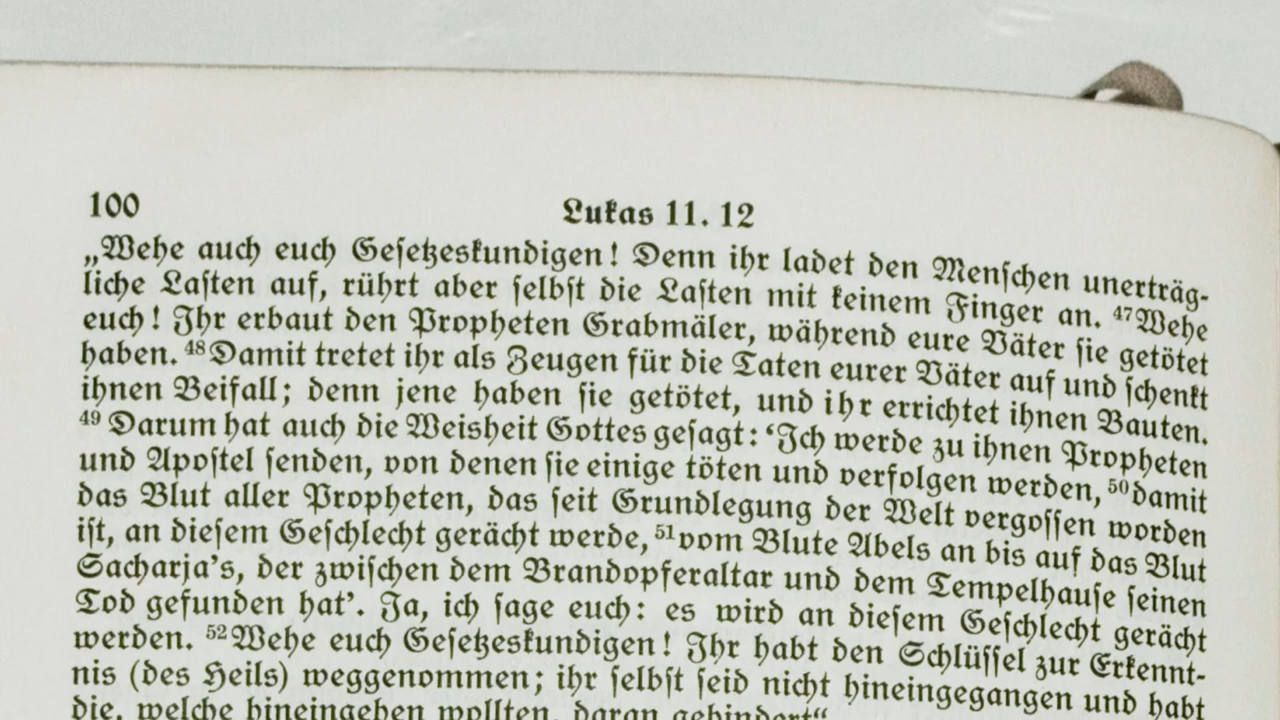 100
Lukas 11. 12
„Wehe auch euch Gesetzeskundigen! Denn ihr ladet den Menschen unerträg-
liche Lasten auf, rührt aber selbst die Lasten mit keinem Finger an. ⁴⁷Wehe
euch! Ihr erbaut den Propheten Grabmäler, während eure Väter sie getötet
haben. ⁴⁸Damit tretet ihr als Zeugen für die Taten eurer Väter auf und schenkt
ihnen Beifall; denn jene haben sie getötet, und ihr errichtet ihnen Bauten.
⁴⁹Darum hat auch die Weisheit Gottes gesagt: ‘Ich werde zu ihnen Propheten
und Apostel senden, von denen sie einige töten und verfolgen werden, ⁵⁰damit
das Blut aller Propheten, das seit Grundlegung der Welt vergossen worden
ist, an diesem Geschlecht gerächt werde, ⁵¹vom Blute Abels an bis auf das Blut
Sacharja’s, der zwischen dem Brandopferaltar und dem Tempelhause seinen
Tod gefunden hat’. Ja, ich sage euch: es wird an diesem Geschlecht gerächt
werden. ⁵²Wehe euch Gesetzeskundigen! Ihr habt den Schlüssel zur Erkennt-
nis (des Heils) weggenommen; ihr selbst seid nicht hineingegangen und habt
die, welche hineingehen wollten, daran gehindert“